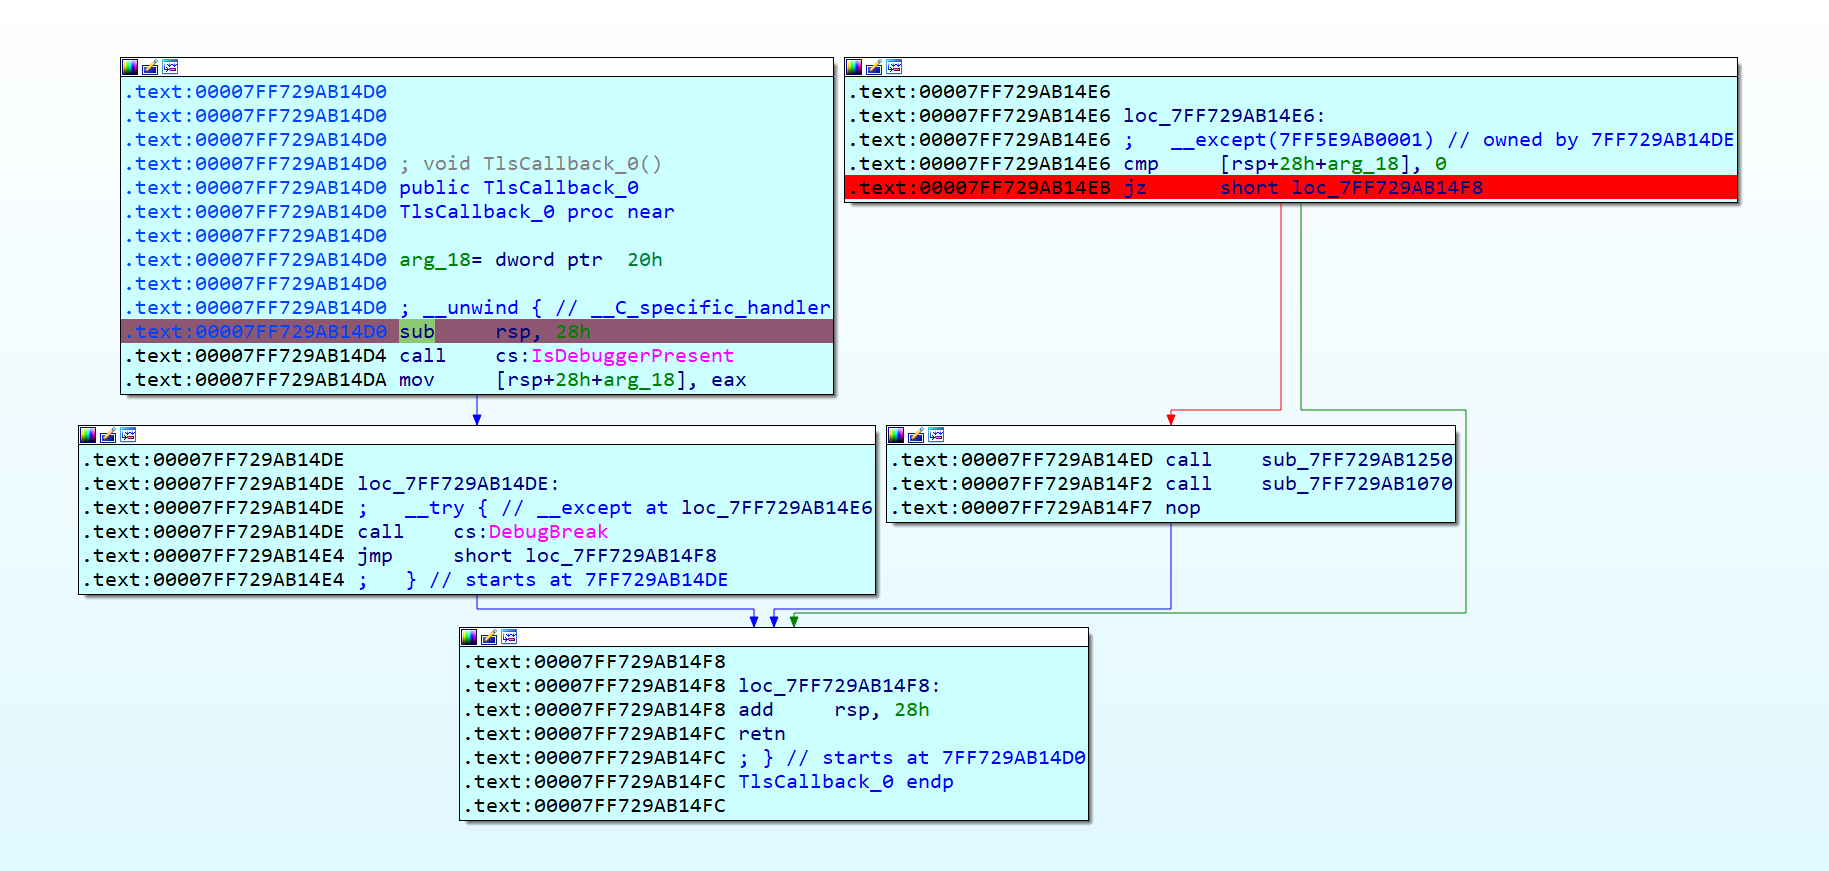 .text:00007FF729AB14D0
.text:00007FF729AB14D0
.text:00007FF729AB14D0
.text:00007FF729AB14D0 ; void TlsCallback_0()
.text:00007FF729AB14D0 public TlsCallback_0
.text:00007FF729AB14D0 TlsCallback_0 proc near
.text:00007FF729AB14D0
.text:00007FF729AB14D0 arg_18= dword ptr  20h
.text:00007FF729AB14D0
.text:00007FF729AB14D0 ; __unwind { // __C_specific_handler
.text:00007FF729AB14D0 sub     rsp, 28h
.text:00007FF729AB14D4 call    cs:IsDebuggerPresent
.text:00007FF729AB14DA mov     [rsp+28h+arg_18], eax
.text:00007FF729AB14E6
.text:00007FF729AB14E6 loc_7FF729AB14E6:
.text:00007FF729AB14E6 ;   __except(7FF5E9AB0001) // owned by 7FF729AB14DE
.text:00007FF729AB14E6 cmp     [rsp+28h+arg_18], 0
.text:00007FF729AB14EB jz      short loc_7FF729AB14F8
.text:00007FF729AB14DE
.text:00007FF729AB14DE loc_7FF729AB14DE:
.text:00007FF729AB14DE ;   __try { // __except at loc_7FF729AB14E6
.text:00007FF729AB14DE call    cs:DebugBreak
.text:00007FF729AB14E4 jmp     short loc_7FF729AB14F8
.text:00007FF729AB14E4 ;   } // starts at 7FF729AB14DE
.text:00007FF729AB14ED call    sub_7FF729AB1250
.text:00007FF729AB14F2 call    sub_7FF729AB1070
.text:00007FF729AB14F7 nop
.text:00007FF729AB14F8
.text:00007FF729AB14F8 loc_7FF729AB14F8:
.text:00007FF729AB14F8 add     rsp, 28h
.text:00007FF729AB14FC retn
.text:00007FF729AB14FC ; } // starts at 7FF729AB14D0
.text:00007FF729AB14FC TlsCallback_0 endp
.text:00007FF729AB14FC